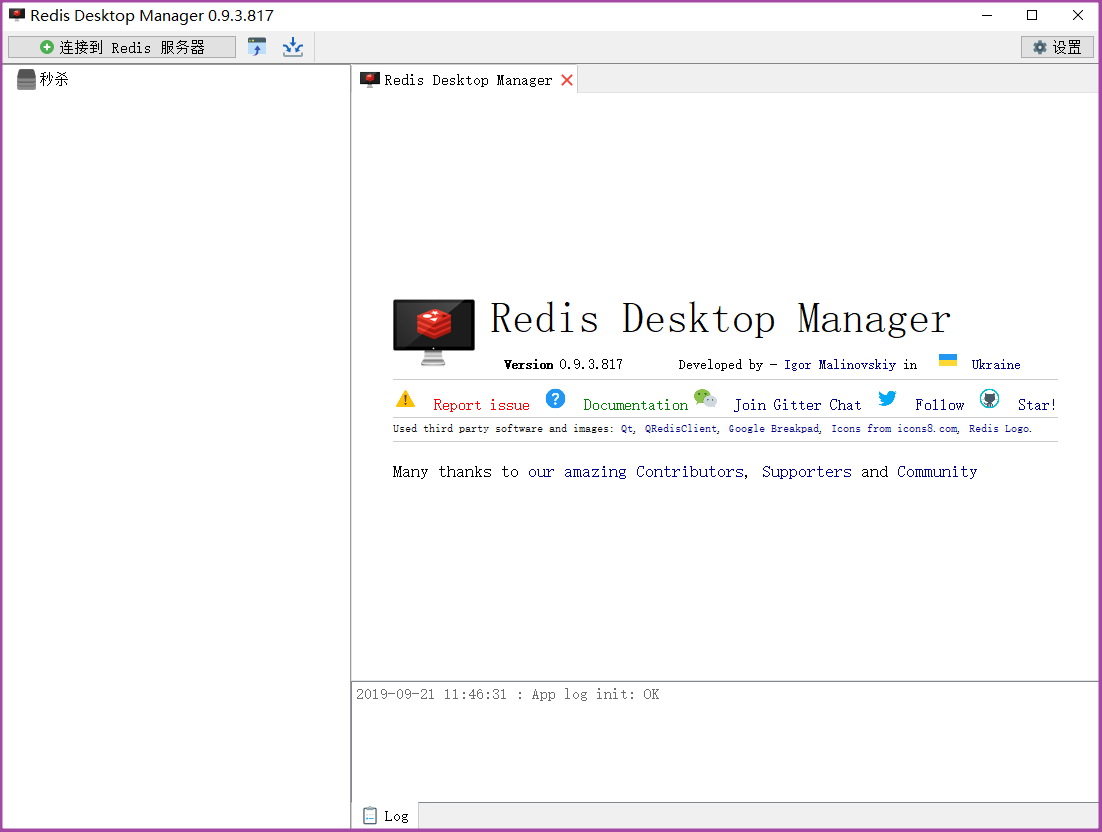 Redis Desktop Manager 0.9.3.817
连接到 Redis 服务器
设置
秒杀
Redis Desktop Manager
Redis Desktop Manager
Version 0.9.3.817 Developed by - Igor Malinovskiy in Ukraine
Report issue Documentation Join Gitter Chat Follow Star!
Used third party software and images: Qt, QRedisClient, Google Breakpad, Icons from icons8.com, Redis Logo.
Many thanks to our amazing Contributors, Supporters and Community
2019-09-21 11:46:31 : App log init: OK
Log